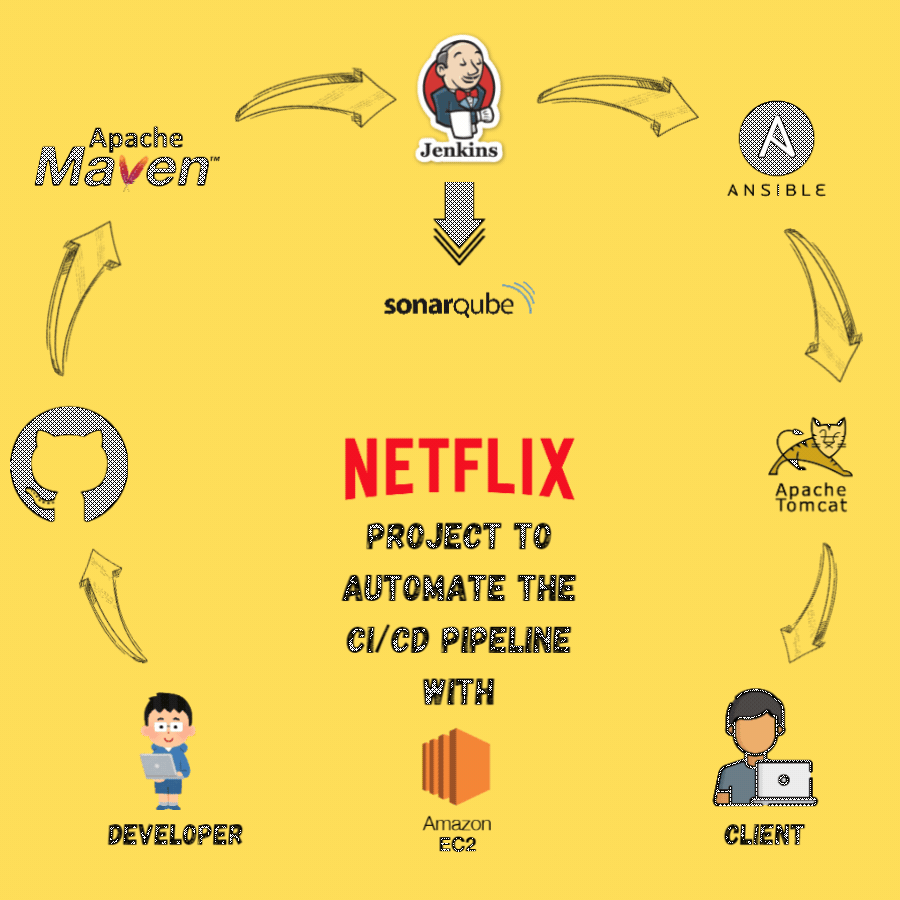 Jenkins
Apache
Maven™
ANSIBLE
sonarqube
NETFLIX
PROJECT TO
AUTOMATE THE
CI/CD PIPELINE
WITH
Apache
Tomcat
Amazon
EC2
DEVELOPER
CLIENT